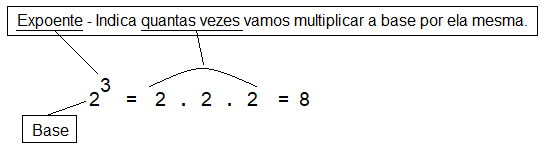 Expoente - Indica quantas vezes vamos multiplicar a base por ela mesma.
2³ = 2 . 2 . 2 = 8
Base